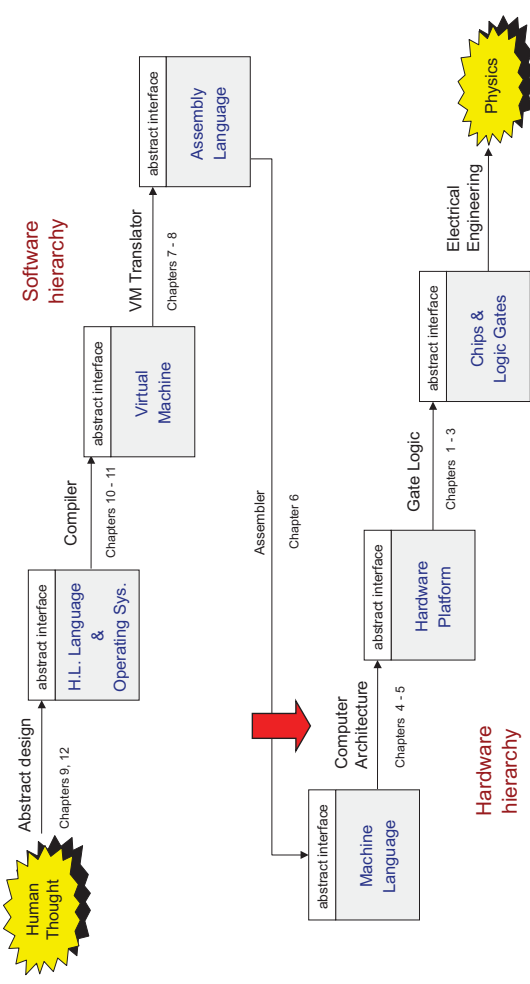 Human
Thought
Abstract design
Chapters 9, 12
abstract interface
H.L. Language
&
Operating Sys.
Compiler
Chapters 10 - 11
abstract interface
Virtual
Machine
Software
hierarchy
VM Translator
Chapters 7 - 8
abstract interface
Assembly
Language
Assembler
Chapter 6
abstract interface
Machine
Language
Computer
Architecture
Chapters 4 - 5
abstract interface
Hardware
Platform
Gate Logic
Chapters 1 - 3
abstract interface
Chips &
Logic Gates
Electrical
Engineering
Physics
Hardware
hierarchy